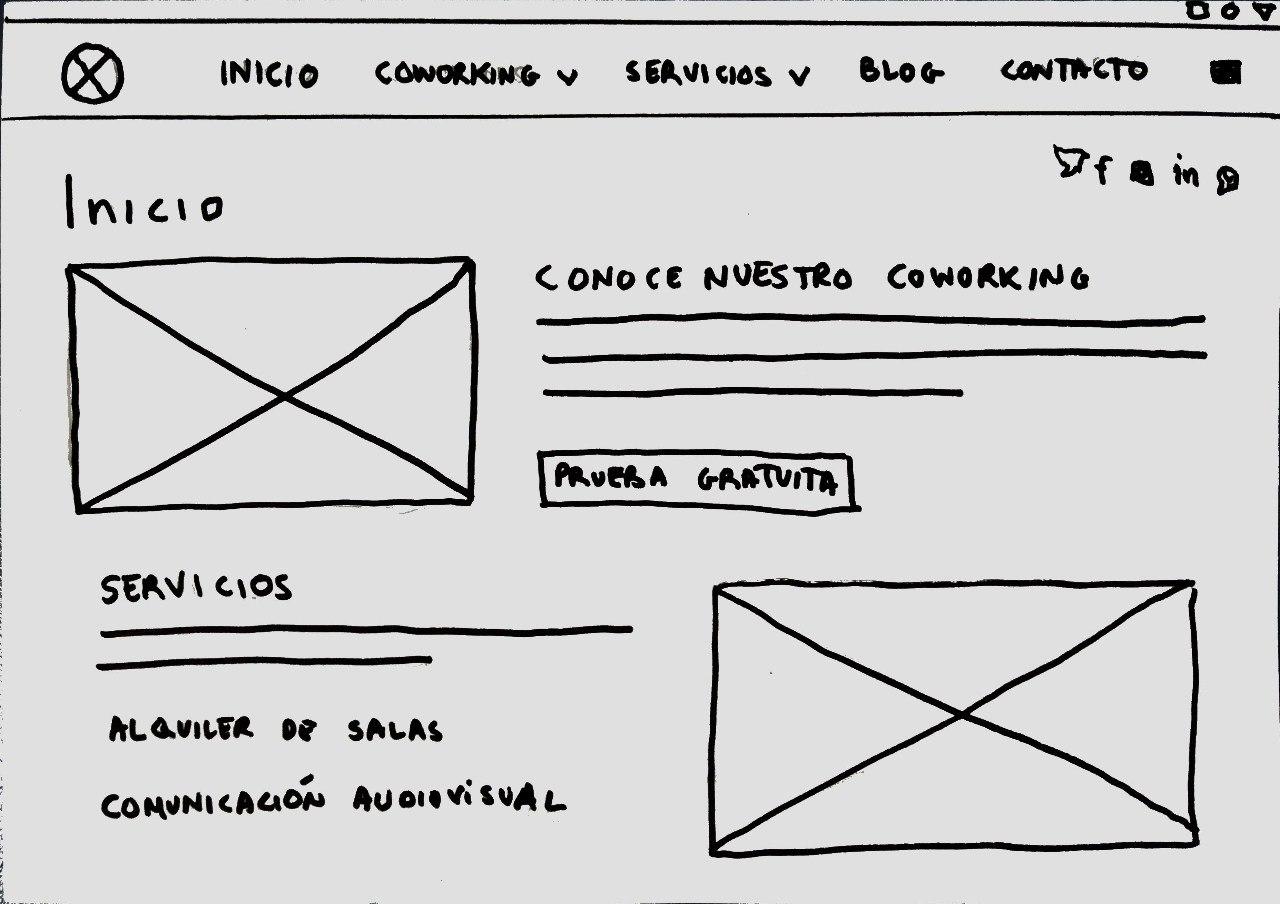 INICIO COWORKING SERVICIOS BLOG CONTACTO
f in
Inicio
CONOCE NUESTRO COWORKING
PRUEBA GRATUITA
SERVICIOS
ALQUILER DE SALAS
COMUNICACIÓN AUDIOVISUAL